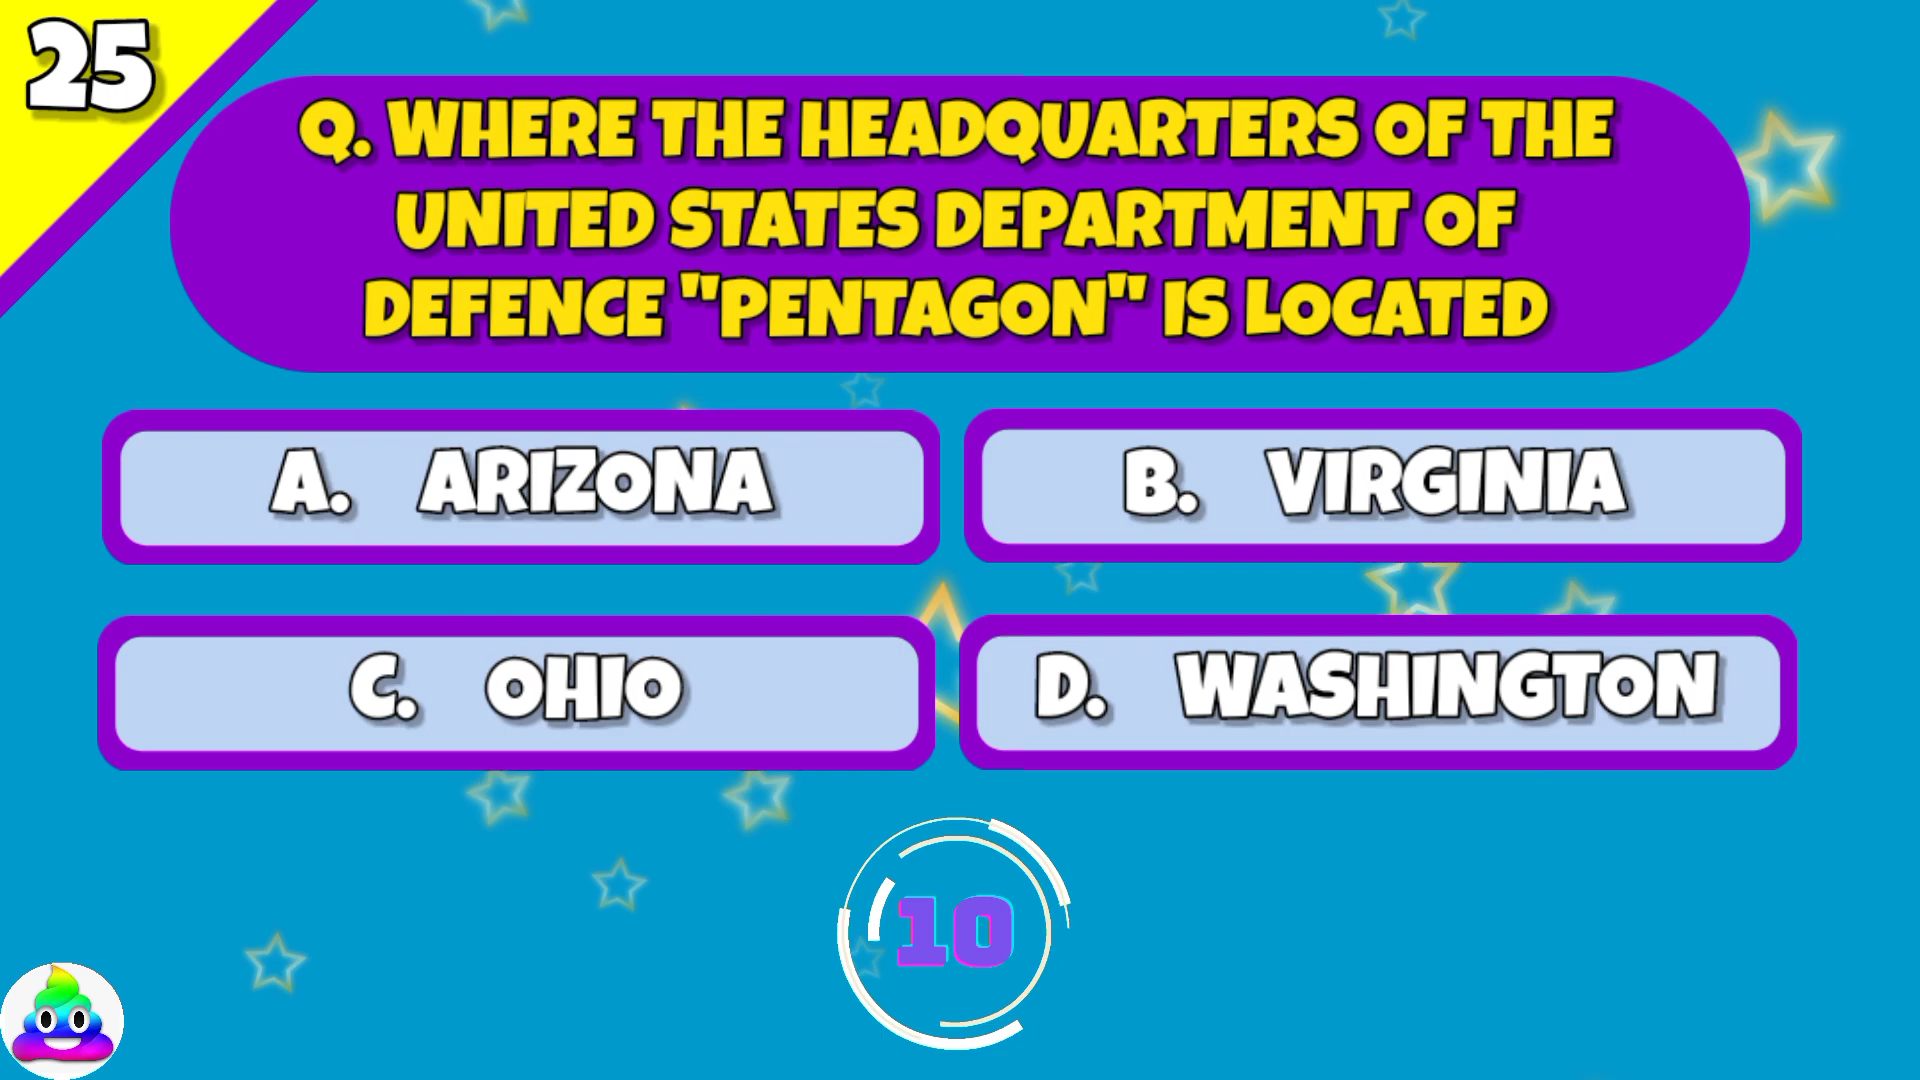 25
Q. WHERE THE HEADQUARTERS OF THE
UNITED STATES DEPARTMENT OF
DEFENCE "PENTAGON" IS LOCATED
A. ARIZONA
B. VIRGINIA
C. OHIO
D. WASHINGTON
10